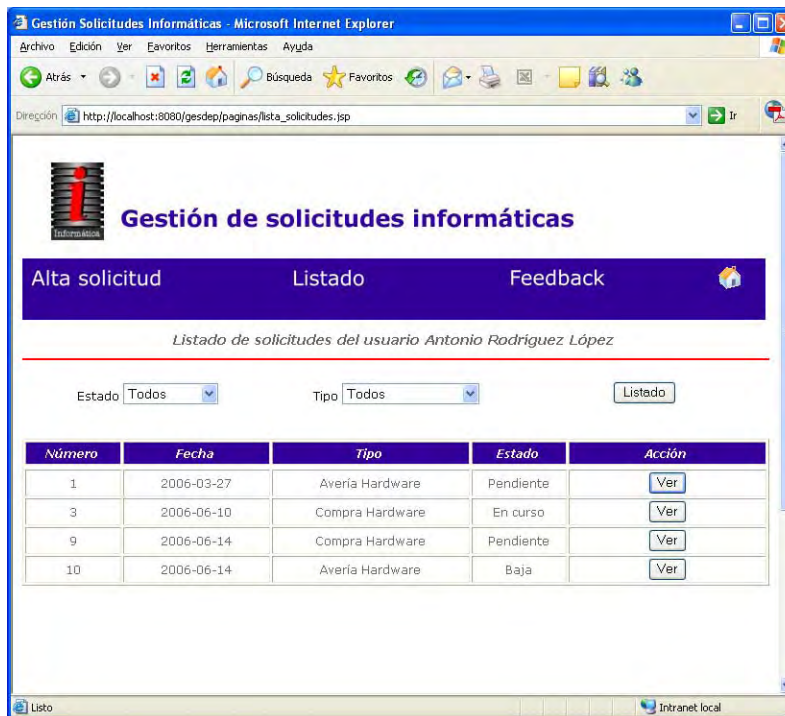 Gestión Solicitudes Informáticas - Microsoft Internet Explorer
Archivo Edición Ver Favoritos Herramientas Ayuda
Atrás Búsqueda Favoritos
Dirección http://localhost:8080/gesdep/paginas/lista_solicitudes.jsp Ir
i
Informática
Gestión de solicitudes informáticas
Alta solicitud Listado Feedback
Listado de solicitudes del usuario Antonio Rodríguez López
Estado Todos Tipo Todos Listado
Número Fecha Tipo Estado Acción
1 2006-03-27 Avería Hardware Pendiente Ver
3 2006-06-10 Compra Hardware En curso Ver
9 2006-06-14 Compra Hardware Pendiente Ver
10 2006-06-14 Avería Hardware Baja Ver
Listo Intranet local